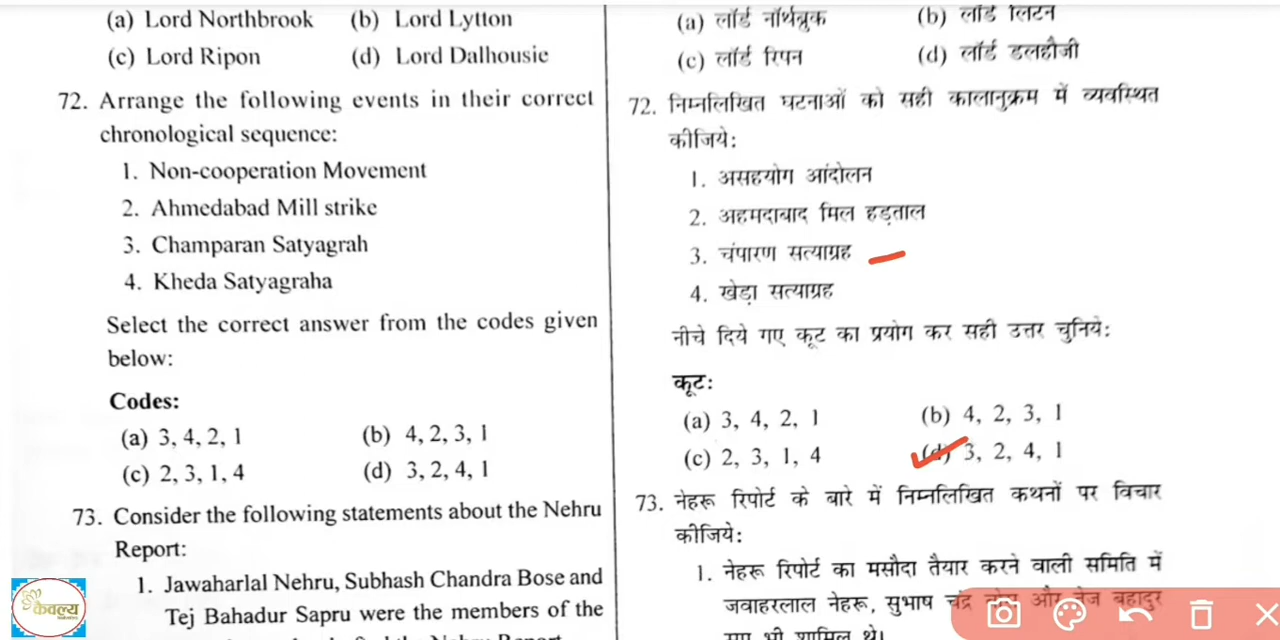 (a) Lord Northbrook (b) Lord Lytton
(c) Lord Ripon (d) Lord Dalhousie
72. Arrange the following events in their correct
chronological sequence:
1. Non-cooperation Movement
2. Ahmedabad Mill strike
3. Champaran Satyagrah
4. Kheda Satyagraha
Select the correct answer from the codes given
below:
Codes:
(a) 3, 4, 2, 1 (b) 4, 2, 3, 1
(c) 2, 3, 1, 4 (d) 3, 2, 4, 1
73. Consider the following statements about the Nehru
Report:
1. Jawaharlal Nehru, Subhash Chandra Bose and
Tej Bahadur Sapru were the members of the
(a) लॉर्ड नॉर्थब्रुक (b) लॉर्ड लिटन
(c) लॉर्ड रिपन (d) लॉर्ड डलहौजी
72. निम्नलिखित घटनाओं को सही कालानुक्रम में व्यवस्थित
कीजिये:
1. असहयोग आंदोलन
2. अहमदाबाद मिल हड़ताल
3. चंपारण सत्याग्रह
4. खेड़ा सत्याग्रह
नीचे दिये गए कूट का प्रयोग कर सही उत्तर चुनिये:
कूट:
(a) 3, 4, 2, 1 (b) 4, 2, 3, 1
(c) 2, 3, 1, 4 (d) 3, 2, 4, 1
73. नेहरू रिपोर्ट के बारे में निम्नलिखित कथनों पर विचार
कीजिये:
1. नेहरू रिपोर्ट का मसौदा तैयार करने वाली समिति में
जवाहरलाल नेहरू, सुभाष चंद्र और तेज बहादुर
भी शामिल थे।
कैवल्य